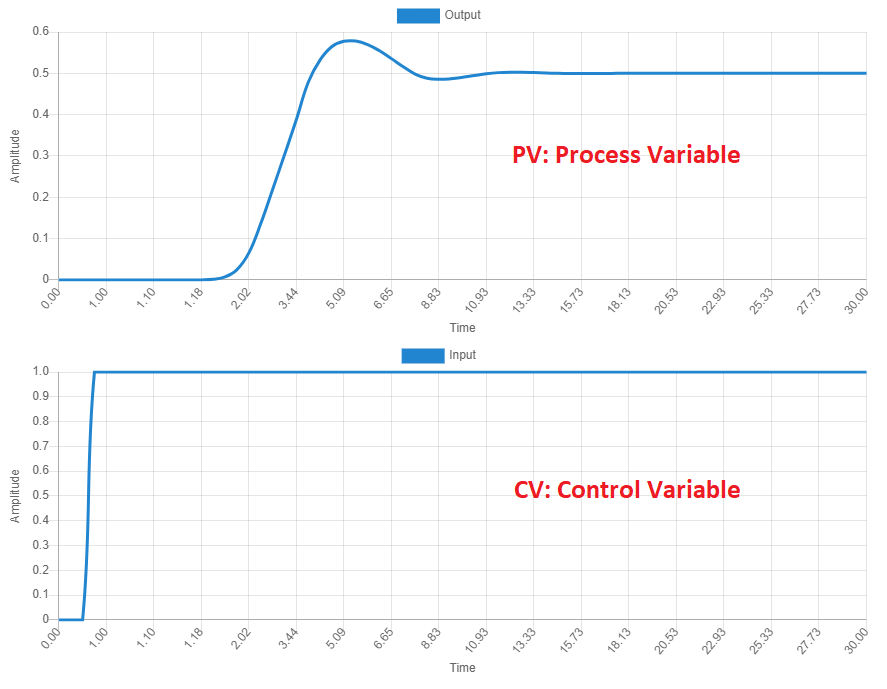 Output
0.6
0.5
0.4
0.3
0.2
0.1
0
Amplitude
PV: Process Variable
0.00 1.00 1.10 1.18 2.02 3.44 5.09 6.65 8.83 10.93 13.33 15.73 18.13 20.53 22.93 25.33 27.73 30.00
Time
Input
1.0
0.9
0.8
0.7
0.6
0.5
0.4
0.3
0.2
0.1
0
Amplitude
CV: Control Variable
0.00 1.00 1.10 1.18 2.02 3.44 5.09 6.65 8.83 10.93 13.33 15.73 18.13 20.53 22.93 25.33 27.73 30.00
Time